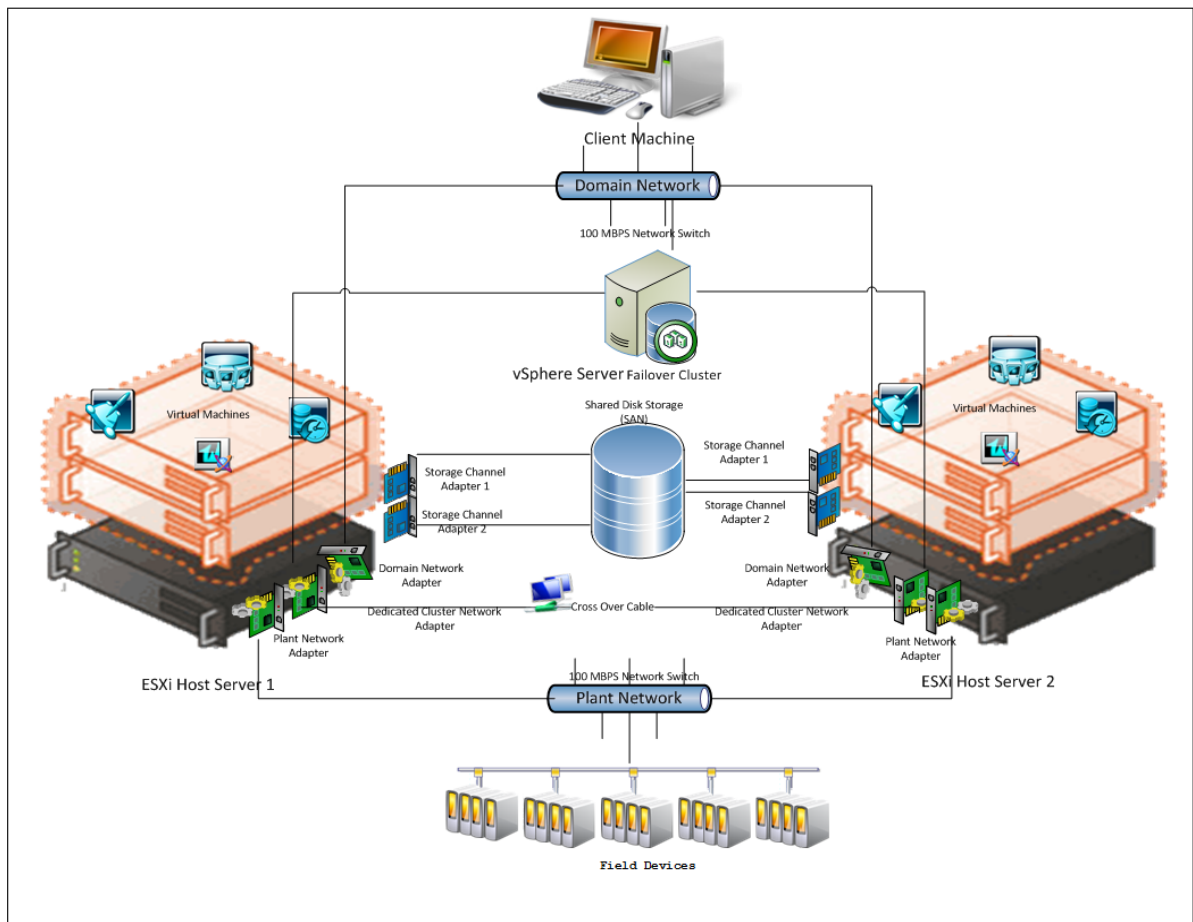 Client Machine
Domain Network
100 MBPS Network Switch
vSphere Server Failover Cluster
Virtual Machines
Virtual Machines
Shared Disk Storage
(SAN)
Storage Channel
Adapter 1
Storage Channel
Adapter 2
Storage Channel
Adapter 1
Storage Channel
Adapter 2
Domain Network
Adapter
Domain Network
Adapter
Dedicated Cluster Network
Adapter
Cross Over Cable
Dedicated Cluster Network
Adapter
Plant Network
Adapter
Plant Network
Adapter
ESXi Host Server 1
ESXi Host Server 2
100 MBPS Network Switch
Plant Network
Field Devices